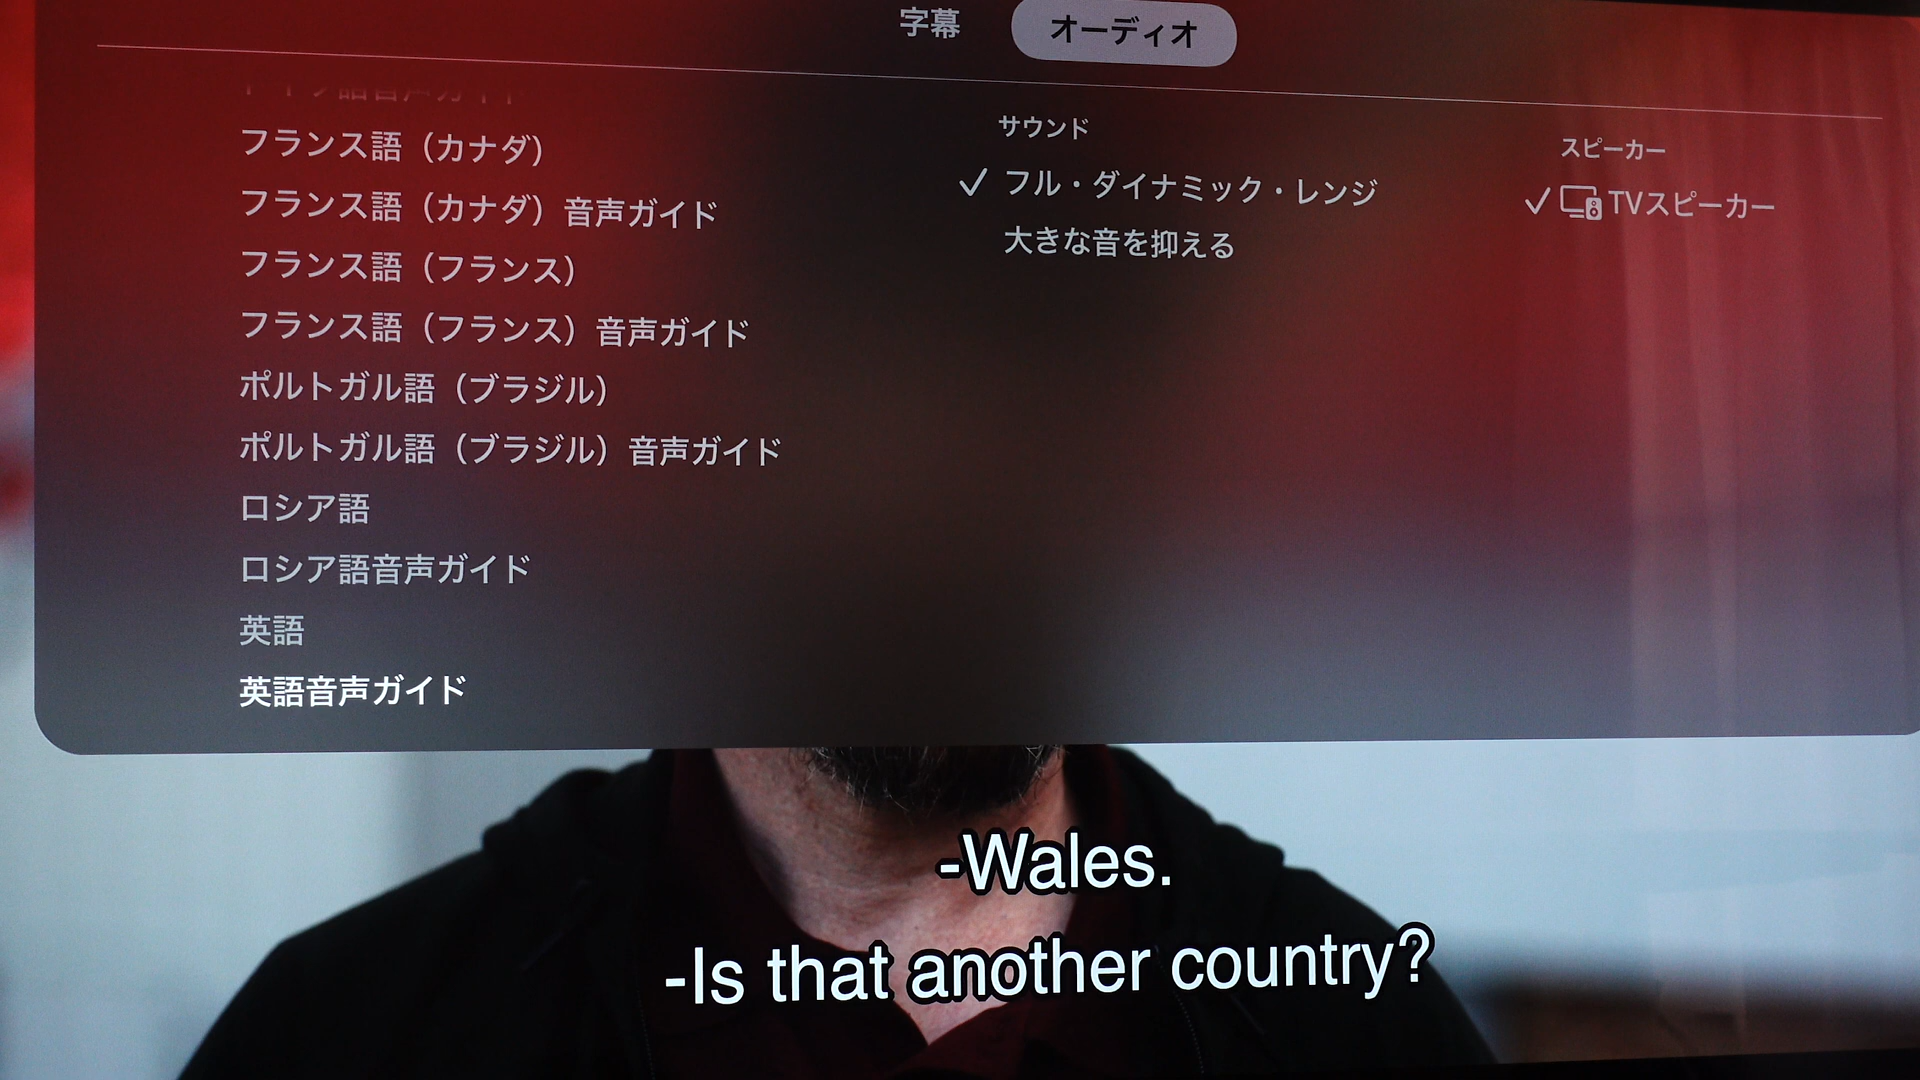 字幕
オーディオ
フランス語（カナダ）
フランス語（カナダ）音声ガイド
フランス語（フランス）
フランス語（フランス）音声ガイド
ポルトガル語（ブラジル）
ポルトガル語（ブラジル）音声ガイド
ロシア語
ロシア語音声ガイド
英語
英語音声ガイド
サウンド
✓ フル・ダイナミック・レンジ
大きな音を抑える
スピーカー
✓ TVスピーカー
-Wales.
-Is that another country?